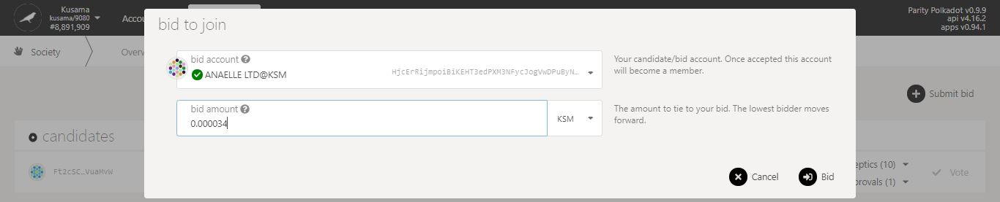 Kusama
kusama/9080
#8,891,909
Accou
Parity Polkadot v0.9.9
api v4.16.2
apps v0.94.1
Society
Overv
bid to join
bid account
ANAELLE LTD@KSM
HjcErRijmpoiBiKEHT3edPXM3NFycJogVwDPuByN…
Your candidate/bid account. Once accepted this account
will become a member.
bid amount
0.000034
KSM
The amount to tie to your bid. The lowest bidder moves
forward.
Submit bid
candidates
Ft2cSC…VuaMvW
eptics (10)
provals (1)
Vote
Cancel
Bid